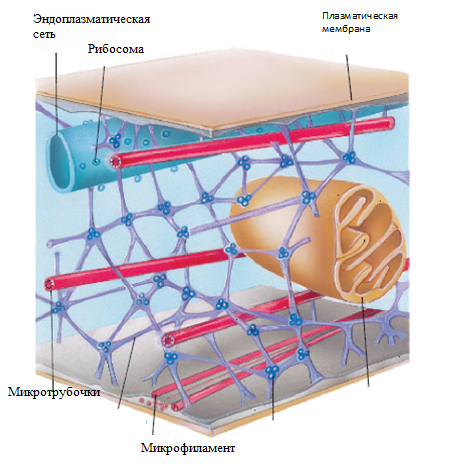 Эндоплазматическая
сеть
Рибосома
Плазматическая
мембрана
Микротрубочки
Микрофиламент